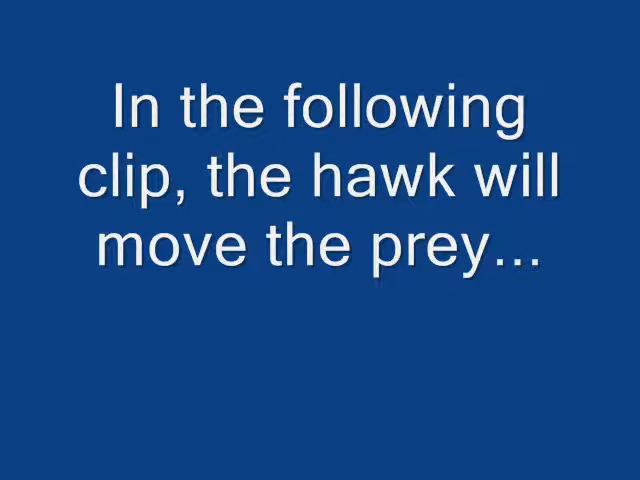 In the following
clip, the hawk will
move the prey...